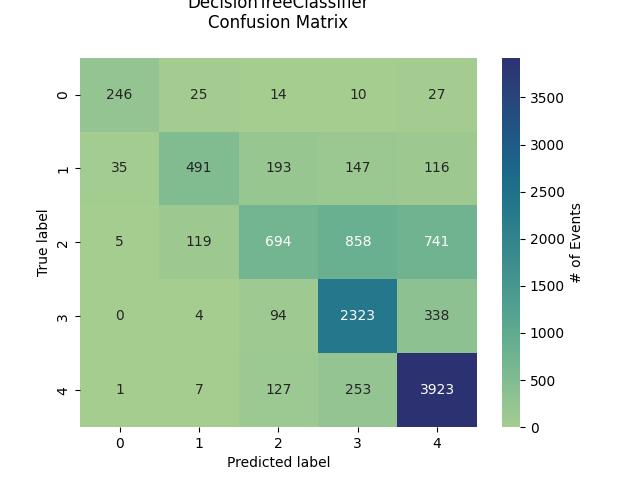 DecisionTreeClassifier
Confusion Matrix
0 246 25 14 10 27
1 35 491 193 147 116
2 5 119 694 858 741
3 0 4 94 2323 338
4 1 7 127 253 3923
0 1 2 3 4
Predicted label
True label
3500
3000
2500
2000
1500
1000
500
0
# of Events